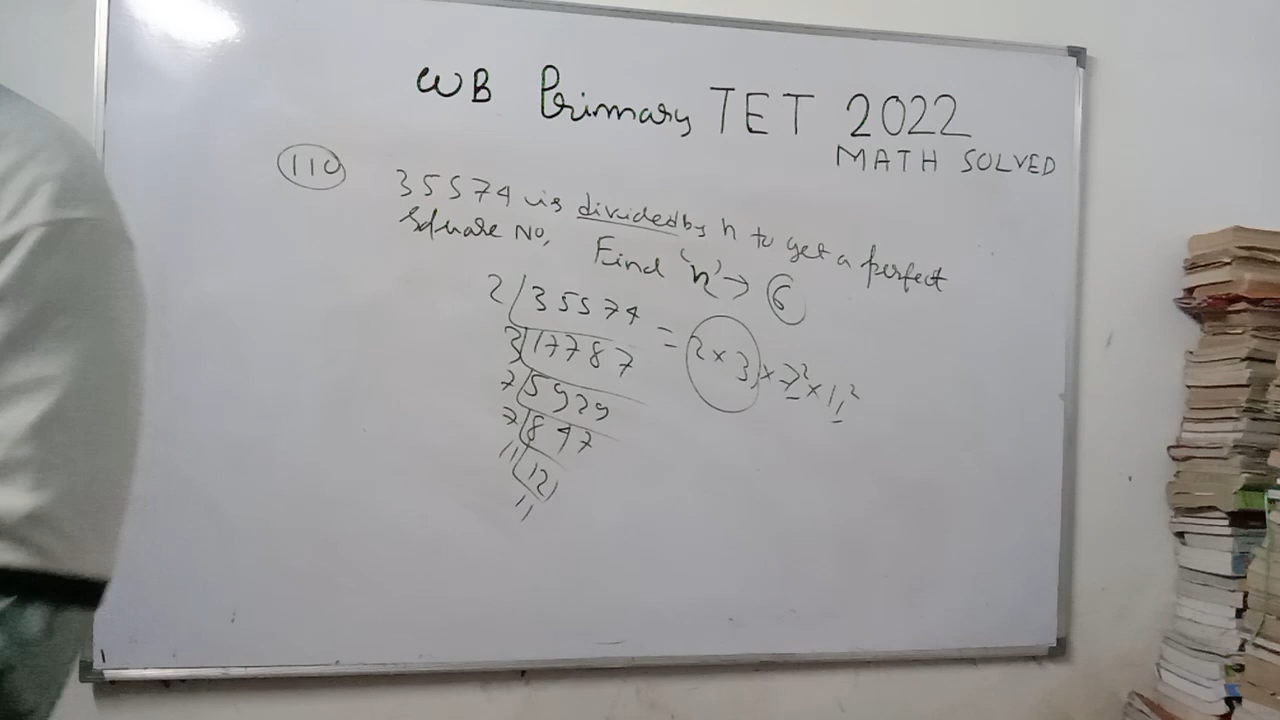 WB Primary TET 2022
MATH SOLVED
110 35574 is divided by n to get a perfect
square No, Find 'n' → 6
2/35574 = 2×3×7²×11²
3/17787
7/5929
7/847
11/121
11